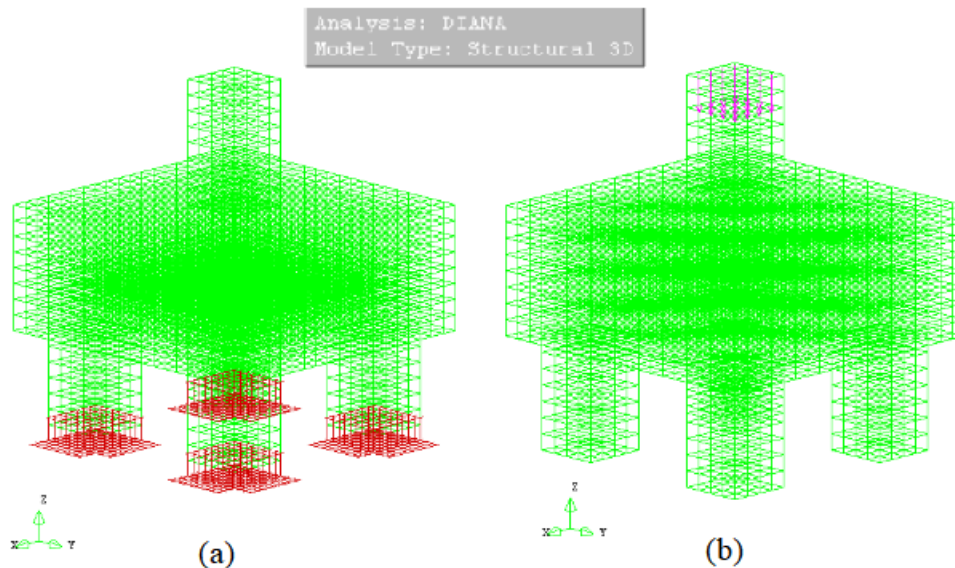 Analysis: DIANA
Model Type: Structural 3D
Z
X
Y
(a)
Z
X
Y
(b)